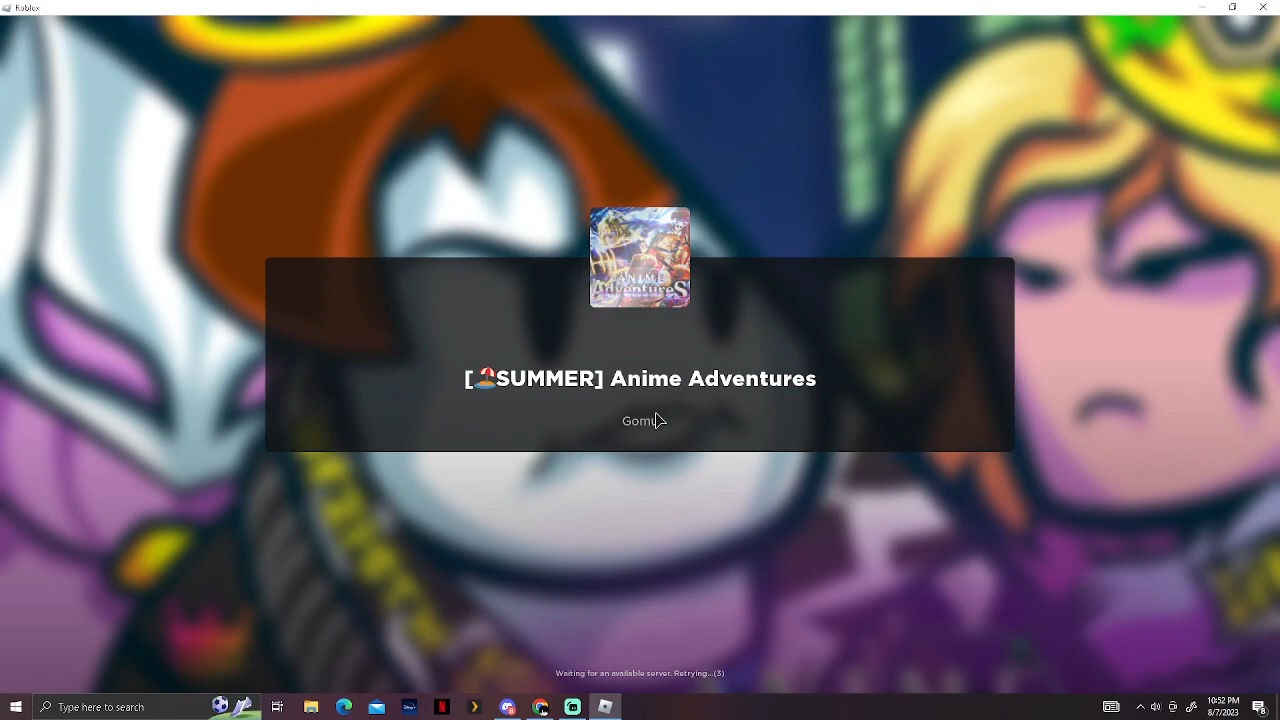 Roblox
ANIME
AdventureS
[🏖️SUMMER] Anime Adventures
Waiting for an available server. Retrying...(3)
Type here to search
10:52 PM
8/7/2023